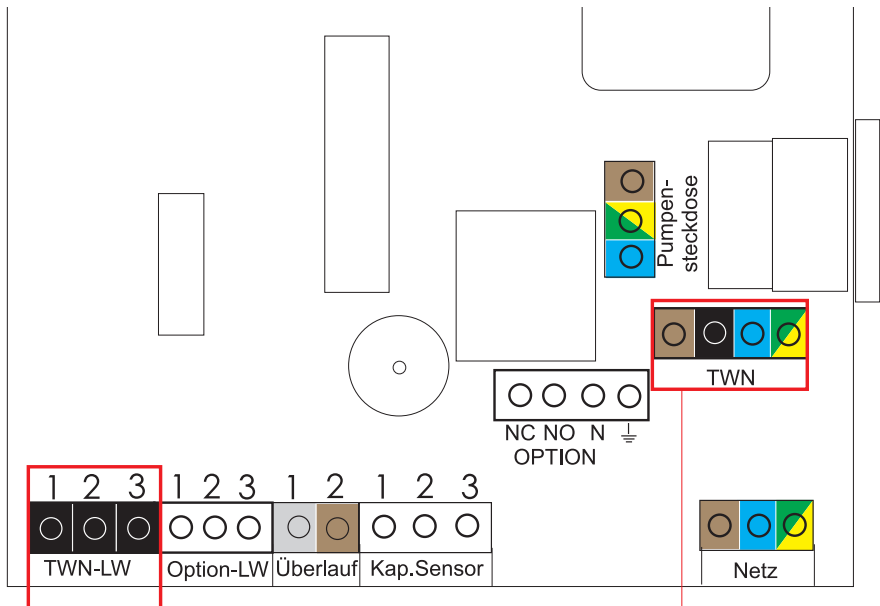 Pumpen-
steckdose
TWN
NC NO N
OPTION
1 2 3 1 2 3 1 2 1 2 3
TWN-LW Option-LW Überlauf Kap.Sensor Netz